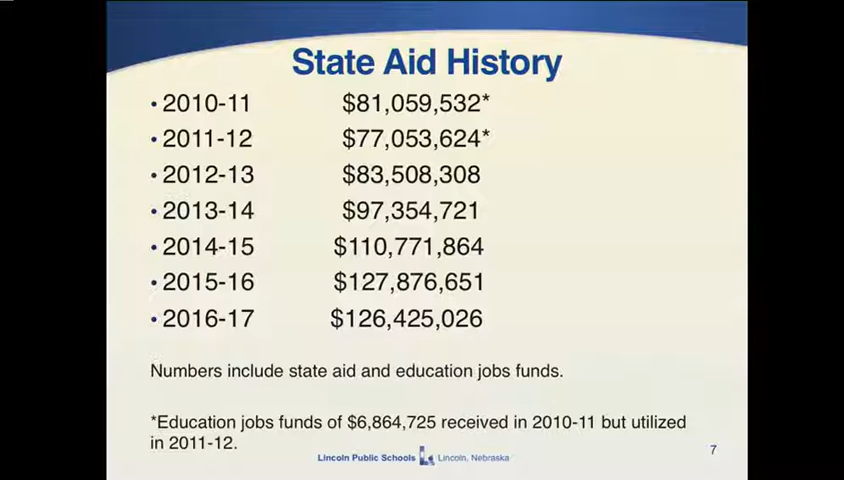 State Aid History
• 2010-11 $81,059,532*
• 2011-12 $77,053,624*
• 2012-13 $83,508,308
• 2013-14 $97,354,721
• 2014-15 $110,771,864
• 2015-16 $127,876,651
• 2016-17 $126,425,026
Numbers include state aid and education jobs funds.
*Education jobs funds of $6,864,725 received in 2010-11 but utilized
in 2011-12.
Lincoln Public Schools Lincoln, Nebraska
7